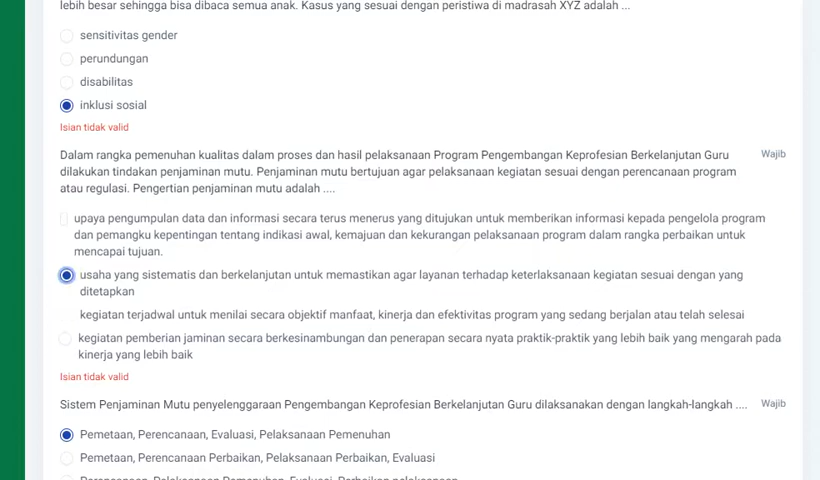 lebih besar sehingga bisa dibaca semua anak. Kasus yang sesuai dengan peristiwa di madrasah XYZ adalah ...
sensitivitas gender
perundungan
disabilitas
inklusi sosial
Isian tidak valid
Dalam rangka pemenuhan kualitas dalam proses dan hasil pelaksanaan Program Pengembangan Keprofesian Berkelanjutan Guru Wajib
dilakukan tindakan penjaminan mutu. Penjaminan mutu bertujuan agar pelaksanaan kegiatan sesuai dengan perencanaan program
atau regulasi. Pengertian penjaminan mutu adalah ....
upaya pengumpulan data dan informasi secara terus menerus yang ditujukan untuk memberikan informasi kepada pengelola program
dan pemangku kepentingan tentang indikasi awal, kemajuan dan kekurangan pelaksanaan program dalam rangka perbaikan untuk
mencapai tujuan.
usaha yang sistematis dan berkelanjutan untuk memastikan agar layanan terhadap keterlaksanaan kegiatan sesuai dengan yang
ditetapkan
kegiatan terjadwal untuk menilai secara objektif manfaat, kinerja dan efektivitas program yang sedang berjalan atau telah selesai
kegiatan pemberian jaminan secara berkesinambungan dan penerapan secara nyata praktik-praktik yang lebih baik yang mengarah pada
kinerja yang lebih baik
Isian tidak valid
Sistem Penjaminan Mutu penyelenggaraan Pengembangan Keprofesian Berkelanjutan Guru dilaksanakan dengan langkah-langkah .... Wajib
Pemetaan, Perencanaan, Evaluasi, Pelaksanaan Pemenuhan
Pemetaan, Perencanaan Perbaikan, Pelaksanaan Perbaikan, Evaluasi
Perencanaan, Pelaksanaan Pemenuhan, Evaluasi, Perbaikan pelaksanaan